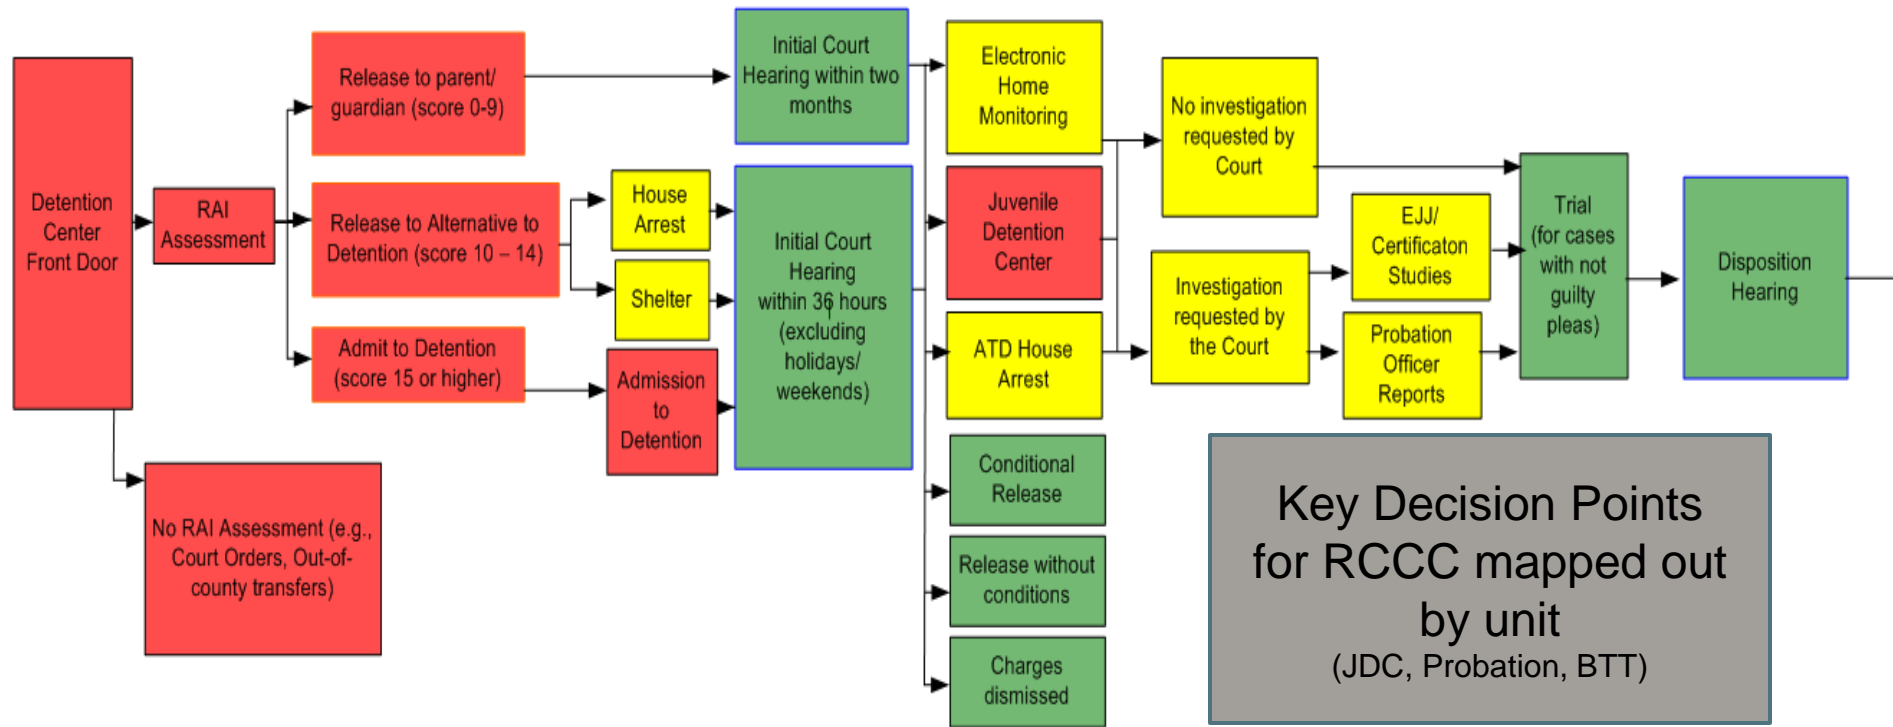 Detention
Center
Front Door
RAI
Assessment
No RAI Assessment (e.g.,
Court Orders, Out-of-
county transfers)
Release to parent/
guardian (score 0-9)
Release to Alternative to
Detention (score 10 – 14)
Admit to Detention
(score 15 or higher)
House
Arrest
Shelter
Admission
to
Detention
Initial Court
Hearing within two
months
Initial Court
Hearing
within 36 hours
(excluding
holidays/
weekends)
Electronic
Home
Monitoring
Juvenile
Detention
Center
ATD House
Arrest
Conditional
Release
Release without
conditions
Charges
dismissed
No investigation
requested by
Court
Investigation
requested by
the Court
EJJ/
Certificaton
Studies
Probation
Officer
Reports
Trial
(for cases
with not
guilty
pleas)
Disposition
Hearing
Key Decision Points
for RCCC mapped out
by unit
(JDC, Probation, BTT)